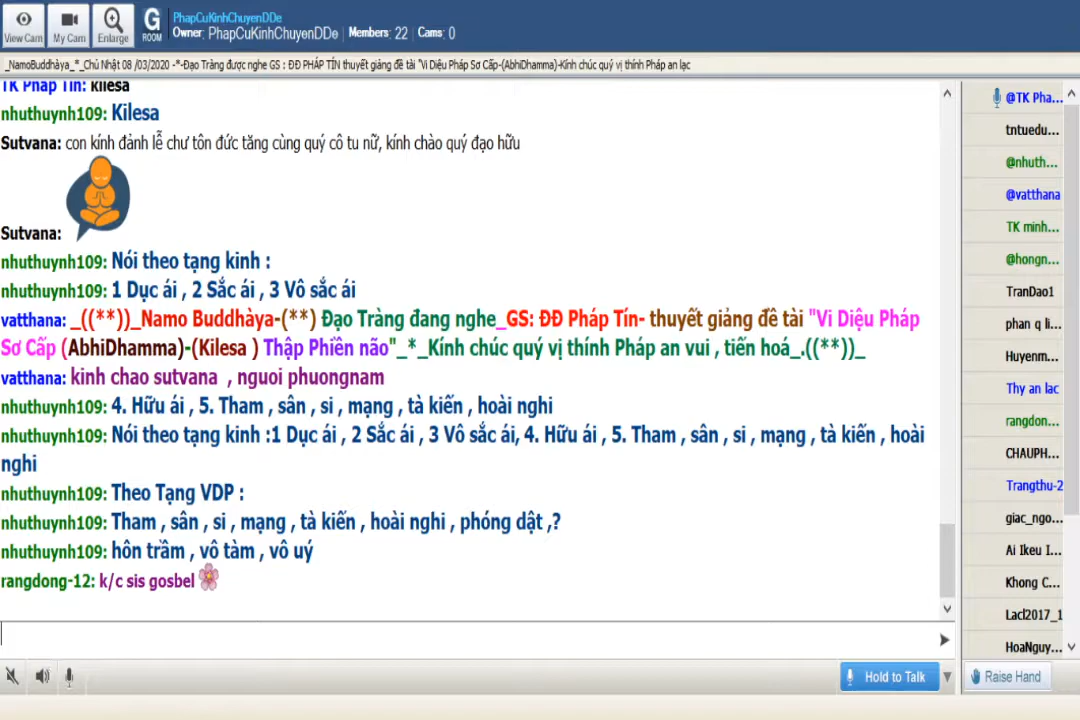 View Cam My Cam Enlarge G ROOM PhapCuKinhChuyenDDe
Owner: PhapCuKinhChuyenDDe Members: 22 Cams: 0
_NamoBuddhàya_*_Chủ Nhật 08 /03/2020 -*-Đạo Tràng được nghe GS : ĐĐ PHÁP TÍN thuyết giảng đề tài "Vi Diệu Pháp Sơ Cấp-(AbhiDhamma)-Kính chúc quý vị thính Pháp an lạc
TK Pháp Tín: kilesa
nhuthuynh109: Kilesa
Sutvana: con kính đảnh lễ chư tôn đức tăng cùng quý cô tu nữ, kính chào quý đạo hữu
Sutvana:
nhuthuynh109: Nói theo tạng kinh :
nhuthuynh109: 1 Dục ái , 2 Sắc ái , 3 Vô sắc ái
vatthana: _((**))_Namo Buddhàya-(**) Đạo Tràng đang nghe_GS: ĐĐ Pháp Tín- thuyết giảng đề tài "Vi Diệu Pháp
Sơ Cấp (AbhiDhamma)-(Kilesa ) Thập Phiền não"_*_Kính chúc quý vị thính Pháp an vui , tiến hoá_.((**))_
vatthana: kinh chao sutvana , nguoi phuongnam
nhuthuynh109: 4. Hữu ái , 5. Tham , sân , si , mạng , tà kiến , hoài nghi
nhuthuynh109: Nói theo tạng kinh :1 Dục ái , 2 Sắc ái , 3 Vô sắc ái, 4. Hữu ái , 5. Tham , sân , si , mạng , tà kiến , hoài
nghi
nhuthuynh109: Theo Tạng VDP :
nhuthuynh109: Tham , sân , si , mạng , tà kiến , hoài nghi , phóng dật ,?
nhuthuynh109: hôn trầm , vô tàm , vô uý
rangdong-12: k/c sis gosbel
Hold to Talk
@TK Pha...
tntuedu...
@nhuth...
@vatthana
TK minh...
@hongn...
TranDao1
phan q li...
Huyenm...
Thy an lac
rangdon...
CHAUPH...
Trangthu-2
giac_ngo...
Ai Ikeu I...
Khong C...
Lacl2017_1
HoaNguy...
Raise Hand